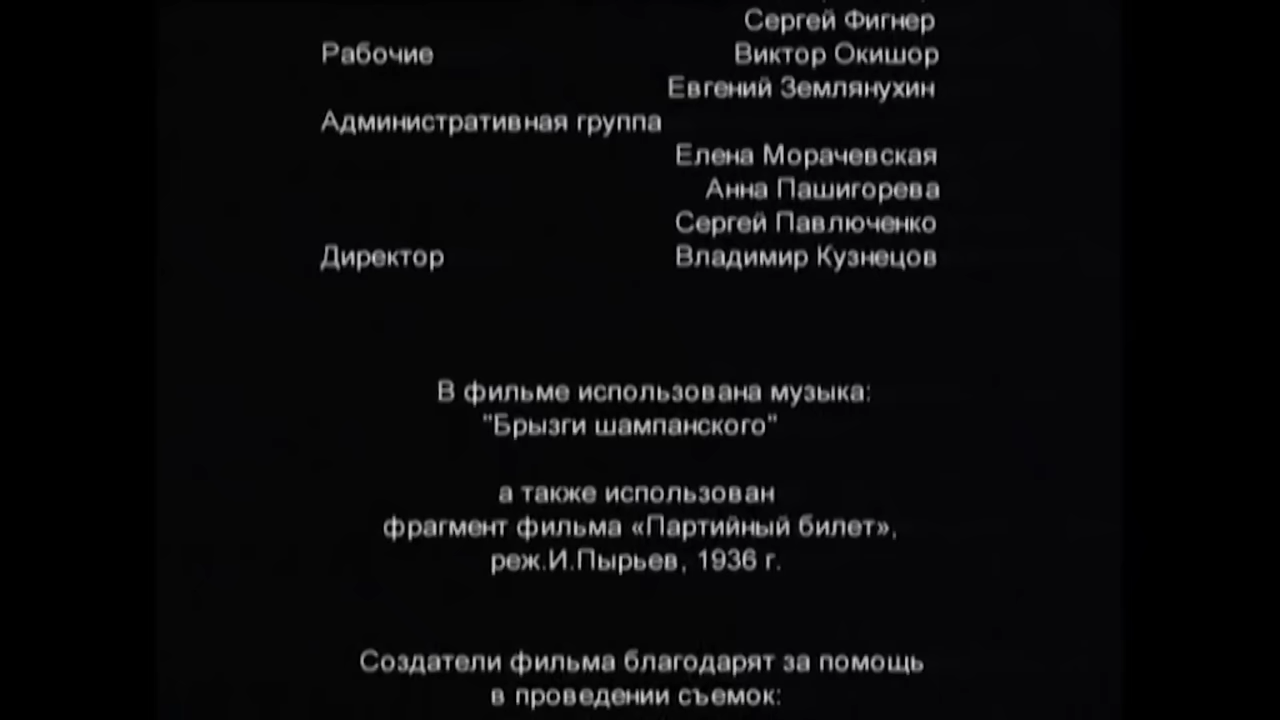 Сергей Фигнер
Рабочие Виктор Окишор
Евгений Землянухин
Административная группа
Елена Морачевская
Анна Пашигорева
Сергей Павлюченко
Директор Владимир Кузнецов
В фильме использована музыка:
"Брызги шампанского"
а также использован
фрагмент фильма «Партийный билет»,
реж.И.Пырьев, 1936 г.
Создатели фильма благодарят за помощь
в проведении съемок: